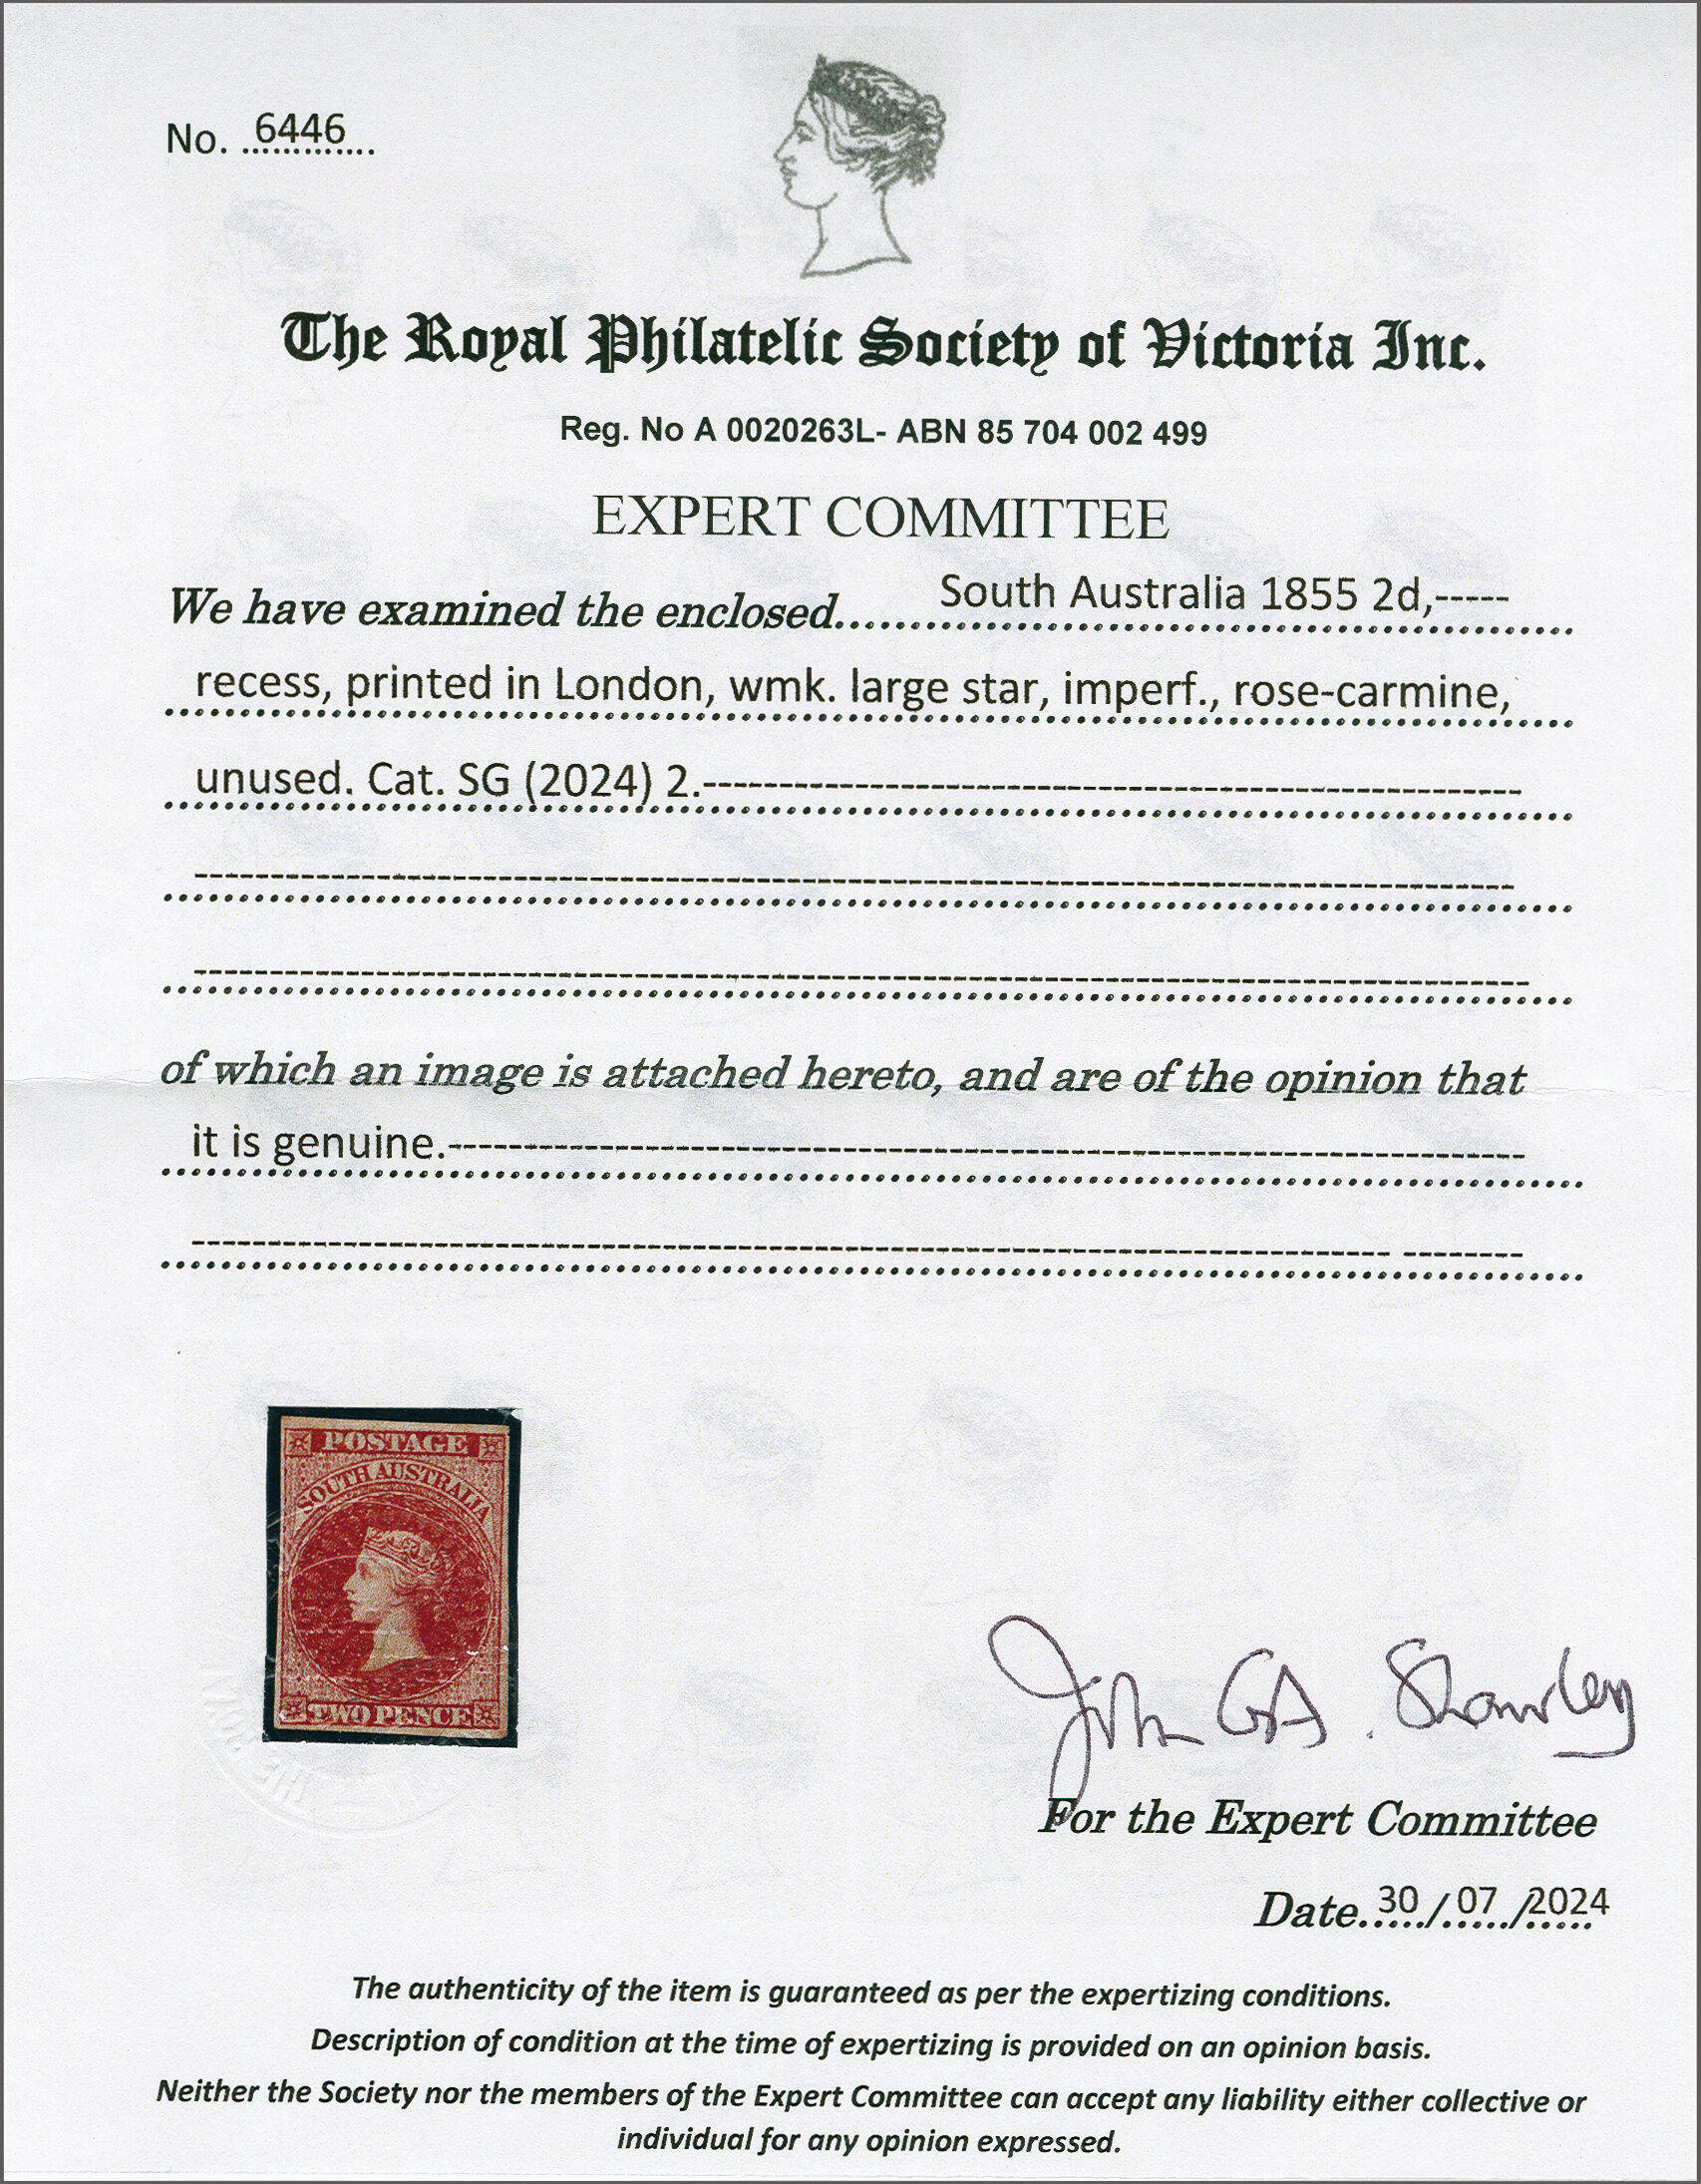 No. 6446
The Royal Philatelic Society of Victoria Inc.
Reg. No A 0020263L- ABN 85 704 002 499
EXPERT COMMITTEE
We have examined the enclosed.......... South Australia 1855 2d,-----
recess, printed in London, wmk. large star, imperf., rose-carmine,
unused. Cat. SG (2024) 2.
of which an image is attached hereto, and are of the opinion that
it is genuine.
POSTAGE
SOUTH AUSTRALIA
TWO PENCE
John
For the Expert Committee
Date 30/07/2024
The authenticity of the item is guaranteed as per the expertizing conditions.
Description of condition at the time of expertizing is provided on an opinion basis.
Neither the Society nor the members of the Expert Committee can accept any liability either collective or
individual for any opinion expressed.